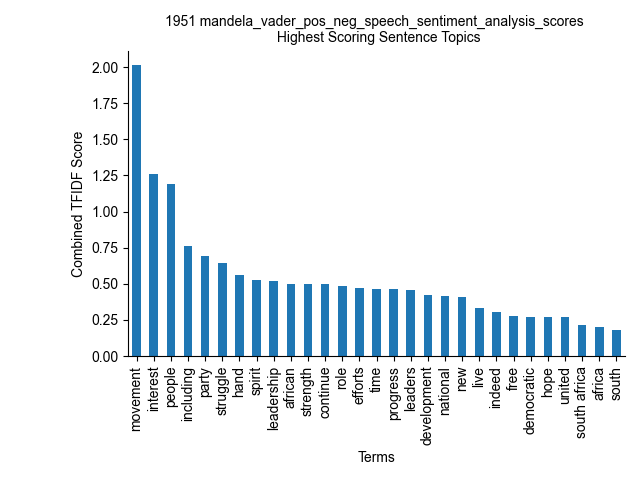 1951 mandela_vader_pos_neg_speech_sentiment_analysis_scores
Highest Scoring Sentence Topics
Combined TFIDF Score
2.00
1.75
1.50
1.25
1.00
0.75
0.50
0.25
0.00
movement
interest
people
including
party
struggle
hand
spirit
leadership
african
strength
continue
role
efforts
time
progress
leaders
development
national
new
live
indeed
free
democratic
hope
united
south africa
africa
south
Terms